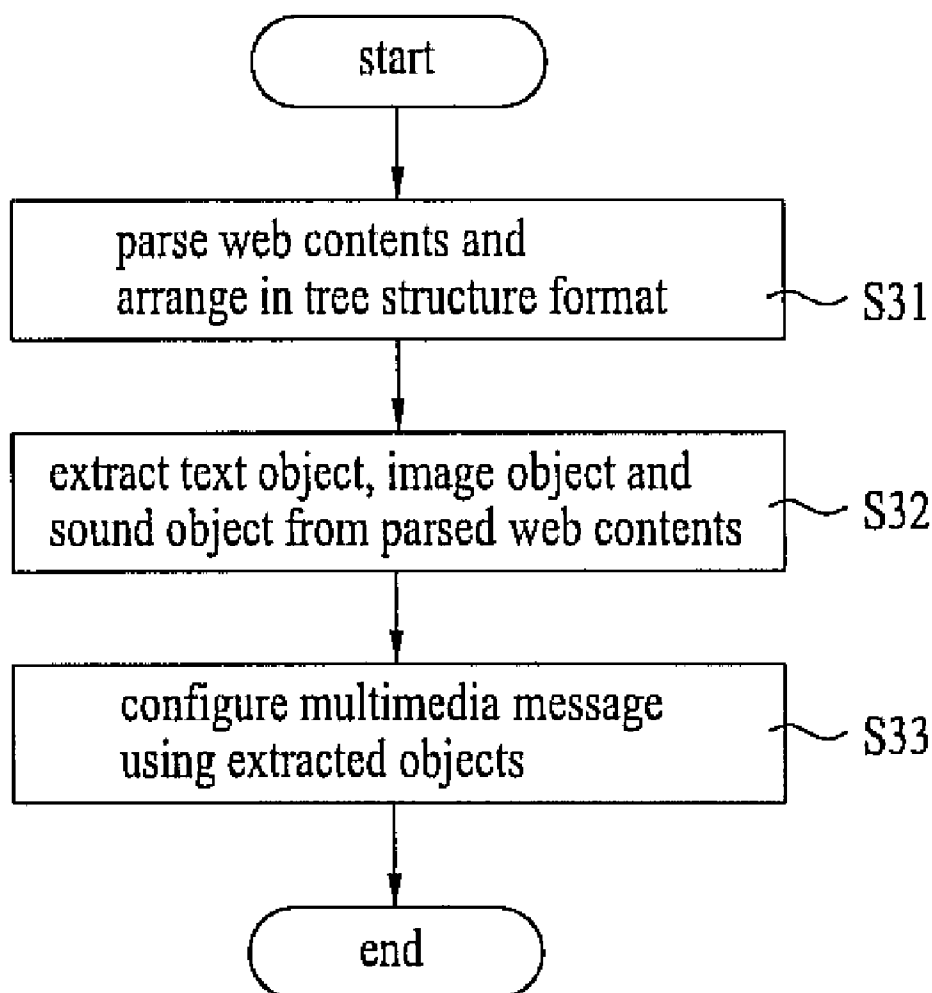 start
parse web contents and
arrange in tree structure format
S31
extract text object, image object and
sound object from parsed web contents
S32
configure multimedia message
using extracted objects
S33
end